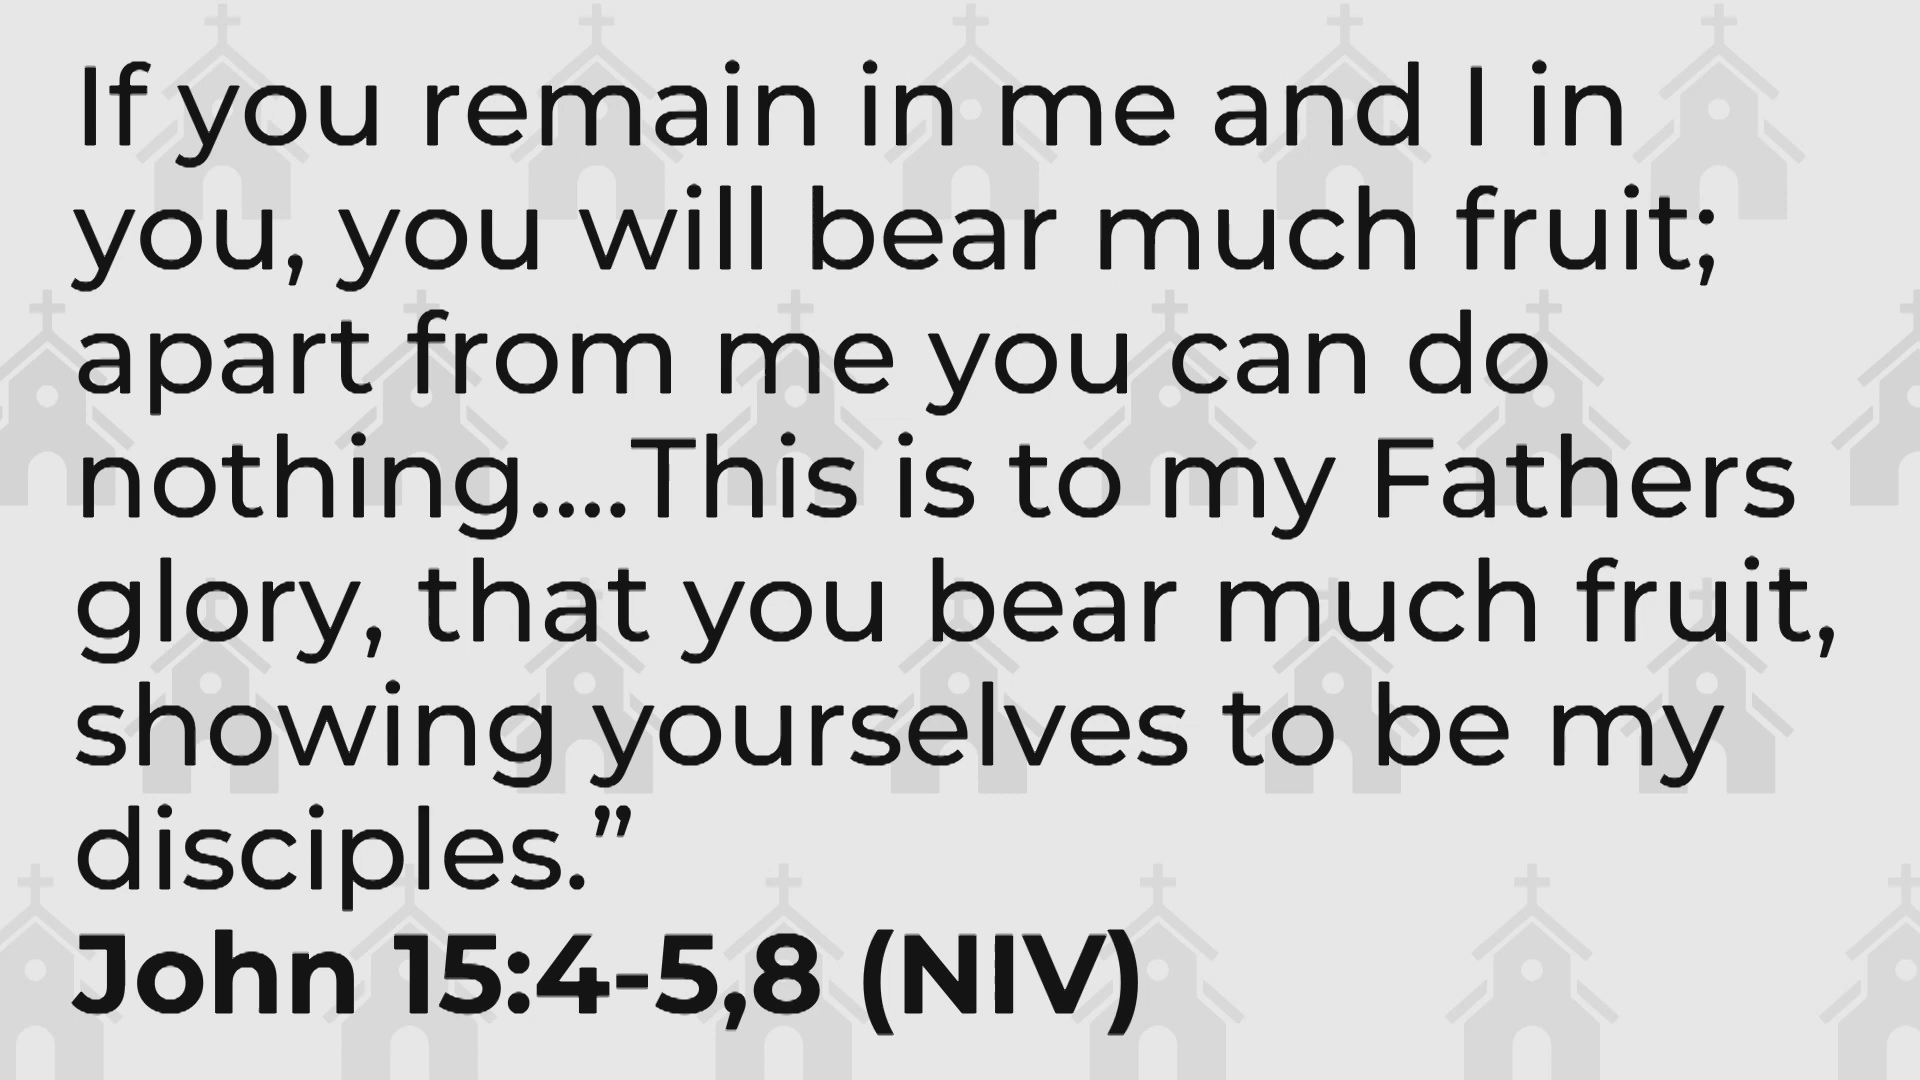 If you remain in me and I in
you, you will bear much fruit;
apart from me you can do
nothing....This is to my Fathers
glory, that you bear much fruit,
showing yourselves to be my
disciples.”
John 15:4-5,8 (NIV)